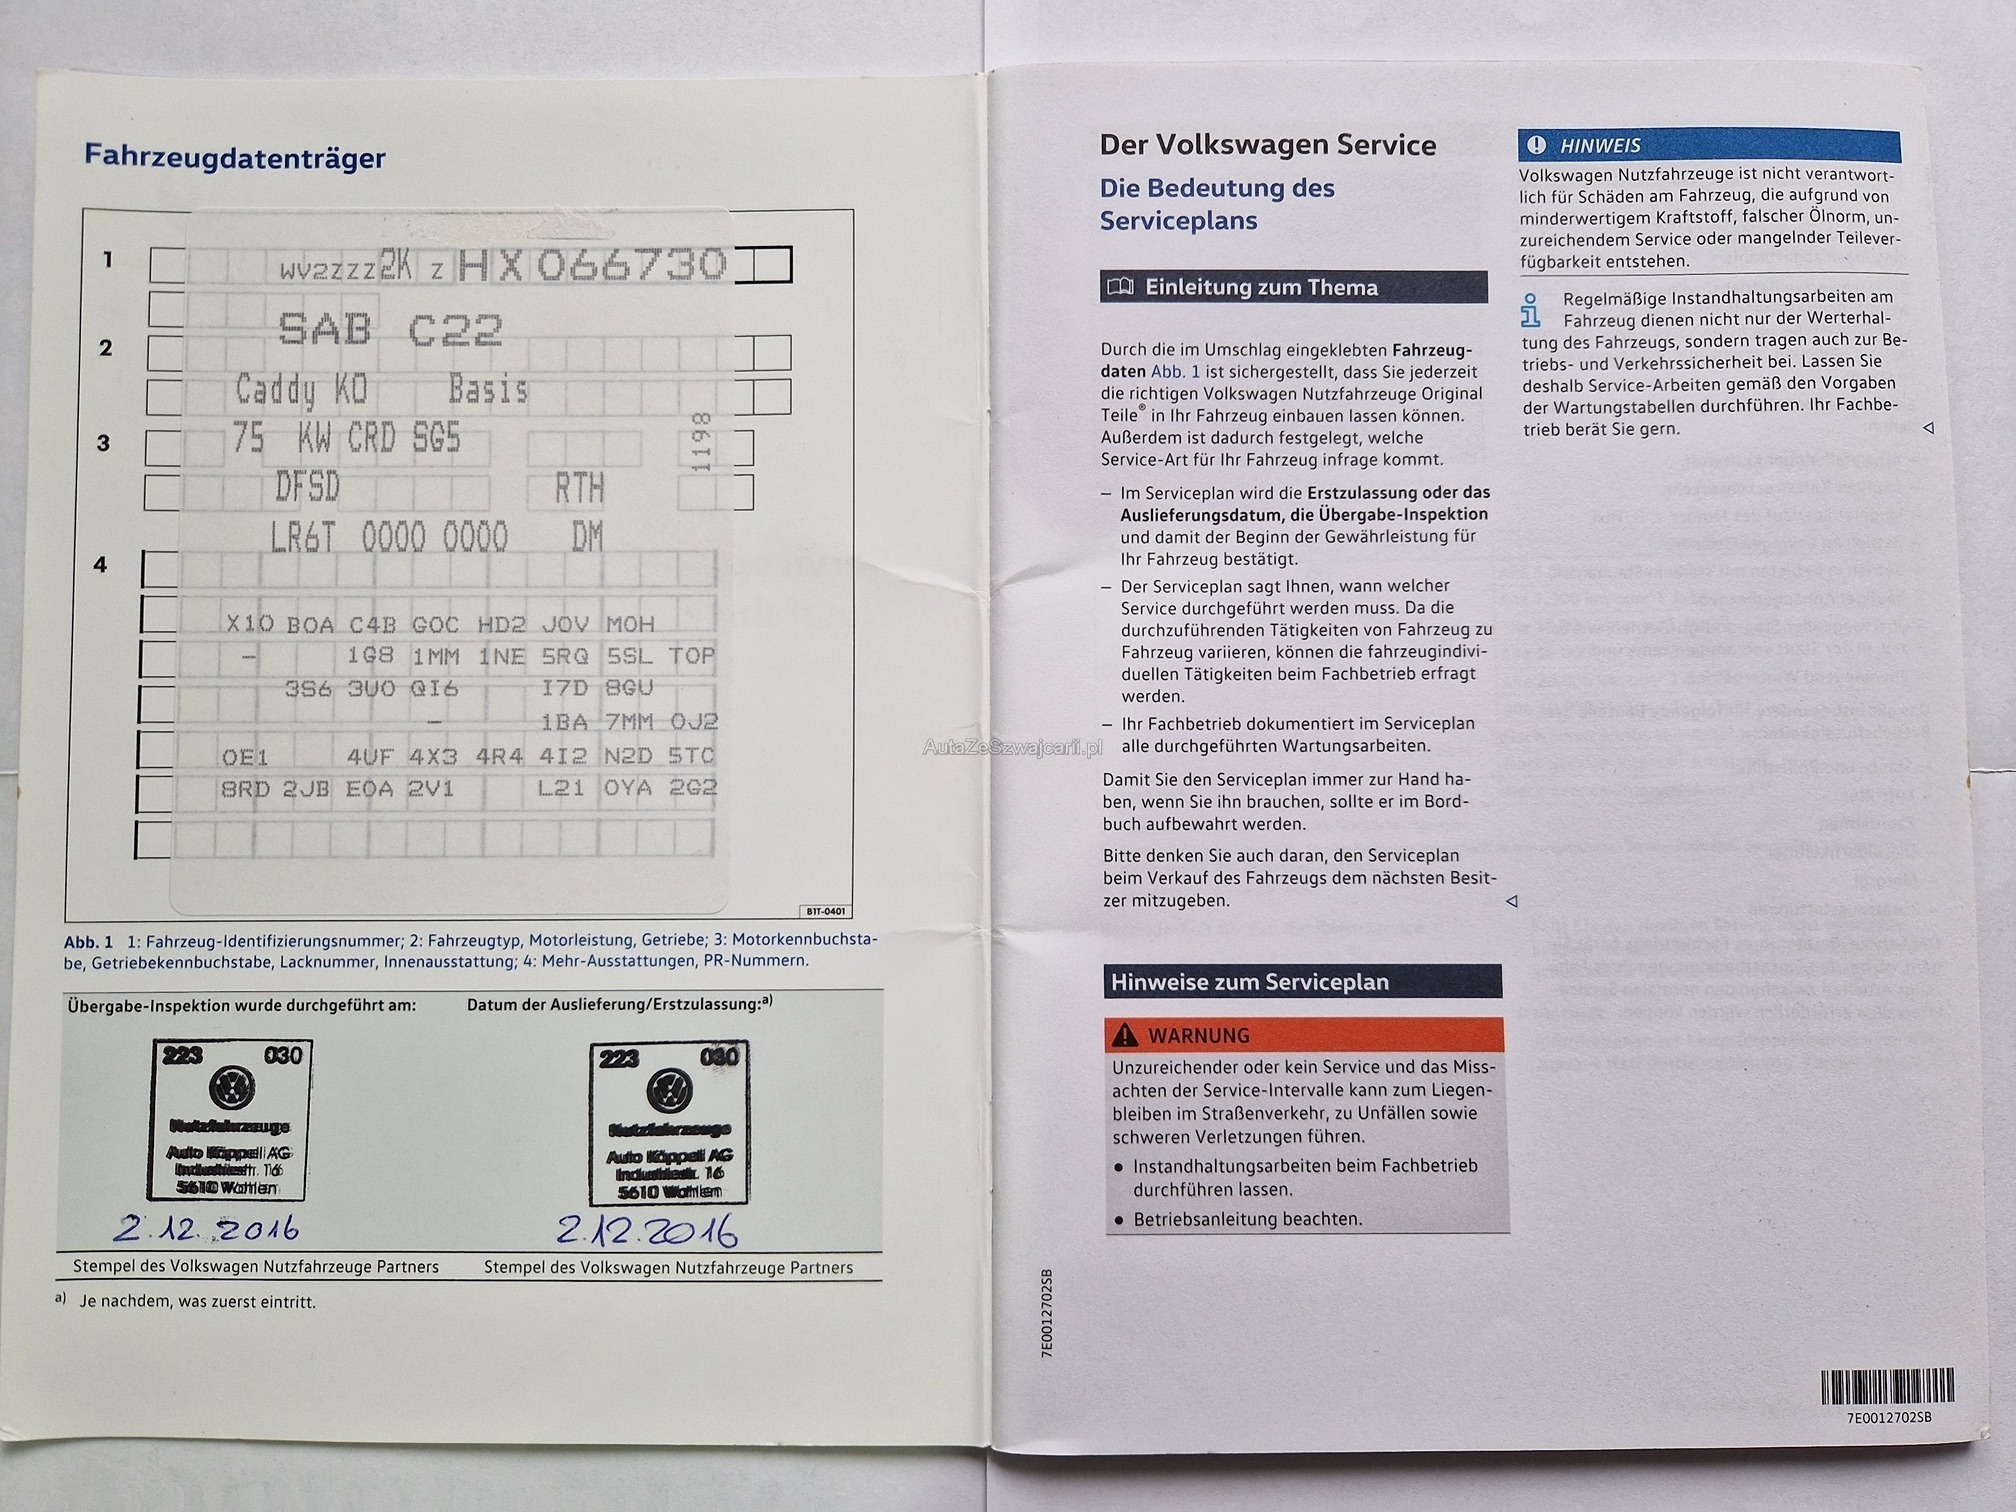 Fahrzeugdatenträger
1 WV2ZZZ2K Z HX066730
SAB C22
2
Caddy KO Basis
3 75 KW CRD SG5 1198
DFSD RTH
LR6T 0000 0000 DM
4
X1O BOA C4B GOC HD2 JOV MOH
- 1G8 1MM 1NE 5RQ 5SL TOP
3S6 3UO QI6 I7D 8GU
- 1BA 7MM OJ2
OE1 4UF 4X3 4R4 4I2 N2D 5TC
8RD 2JB EOA 2V1 L21 OYA 2G2
B1T-0401
Abb. 1 1: Fahrzeug-Identifizierungsnummer; 2: Fahrzeugtyp, Motorleistung, Getriebe; 3: Motorkennbuchsta-
be, Getriebekennbuchstabe, Lacknummer, Innenausstattung; 4: Mehr-Ausstattungen, PR-Nummern.
Übergabe-Inspektion wurde durchgeführt am:
223 030
Nutzfahrzeuge
Auto Köppeli AG
Industriestr. 16
5610 Wohlen
2.12.2016
Stempel des Volkswagen Nutzfahrzeuge Partners
Datum der Auslieferung/Erstzulassung:a)
223 030
Nutzfahrzeuge
Auto Köppeli AG
Industriestr. 16
5610 Wohlen
2.12.2016
Stempel des Volkswagen Nutzfahrzeuge Partners
a) Je nachdem, was zuerst eintritt.
Der Volkswagen Service
Die Bedeutung des
Serviceplans
Einleitung zum Thema
Durch die im Umschlag eingeklebten Fahrzeug-
daten Abb. 1 ist sichergestellt, dass Sie jederzeit
die richtigen Volkswagen Nutzfahrzeuge Original
Teile® in Ihr Fahrzeug einbauen lassen können.
Außerdem ist dadurch festgelegt, welche
Service-Art für Ihr Fahrzeug infrage kommt.
– Im Serviceplan wird die Erstzulassung oder das
Auslieferungsdatum, die Übergabe-Inspektion
und damit der Beginn der Gewährleistung für
Ihr Fahrzeug bestätigt.
– Der Serviceplan sagt Ihnen, wann welcher
Service durchgeführt werden muss. Da die
durchzuführenden Tätigkeiten von Fahrzeug zu
Fahrzeug variieren, können die fahrzeugindivi-
duellen Tätigkeiten beim Fachbetrieb erfragt
werden.
– Ihr Fachbetrieb dokumentiert im Serviceplan
alle durchgeführten Wartungsarbeiten.
Damit Sie den Serviceplan immer zur Hand ha-
ben, wenn Sie ihn brauchen, sollte er im Bord-
buch aufbewahrt werden.
Bitte denken Sie auch daran, den Serviceplan
beim Verkauf des Fahrzeugs dem nächsten Besit-
zer mitzugeben.
Hinweise zum Serviceplan
WARNUNG
Unzureichender oder kein Service und das Miss-
achten der Service-Intervalle kann zum Liegen-
bleiben im Straßenverkehr, zu Unfällen sowie
schweren Verletzungen führen.
• Instandhaltungsarbeiten beim Fachbetrieb
durchführen lassen.
• Betriebsanleitung beachten.
7E0012702SB
HINWEIS
Volkswagen Nutzfahrzeuge ist nicht verantwort-
lich für Schäden am Fahrzeug, die aufgrund von
minderwertigem Kraftstoff, falscher Ölnorm, un-
zureichendem Service oder mangelnder Teilever-
fügbarkeit entstehen.
Regelmäßige Instandhaltungsarbeiten am
Fahrzeug dienen nicht nur der Werterhal-
tung des Fahrzeugs, sondern tragen auch zur Be-
triebs- und Verkehrssicherheit bei. Lassen Sie
deshalb Service-Arbeiten gemäß den Vorgaben
der Wartungstabellen durchführen. Ihr Fachbe-
trieb berät Sie gern.
7E0012702SB
AutaZeSzwajcarii.pl